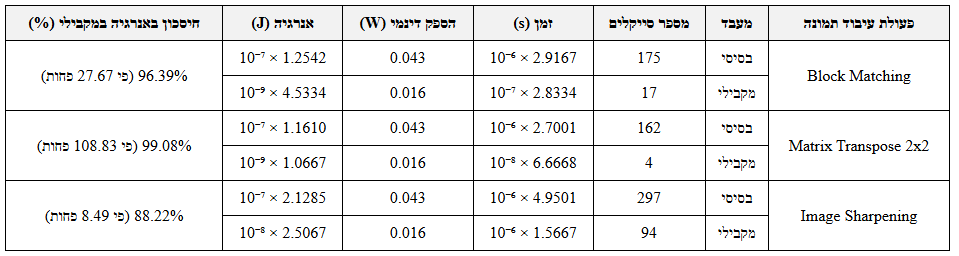 פעולת עיבוד תמונה | מעבד | מספר סייקלים | זמן (s) | הספק דינמי (W) | אנרגיה (J) | חיסכון באנרגיה במקבילי (%)
Block Matching | בסיסי | 175 | 2.9167 × 10⁻⁶ | 0.043 | 1.2542 × 10⁻⁷ | 96.39% (פי 27.67 פחות)
מקבילי | 17 | 2.8334 × 10⁻⁷ | 0.016 | 4.5334 × 10⁻⁹
Matrix Transpose 2x2 | בסיסי | 162 | 2.7001 × 10⁻⁶ | 0.043 | 1.1610 × 10⁻⁷ | 99.08% (פי 108.83 פחות)
מקבילי | 4 | 6.6668 × 10⁻⁸ | 0.016 | 1.0667 × 10⁻⁹
Image Sharpening | בסיסי | 297 | 4.9501 × 10⁻⁶ | 0.043 | 2.1285 × 10⁻⁷ | 88.22% (פי 8.49 פחות)
מקבילי | 94 | 1.5667 × 10⁻⁶ | 0.016 | 2.5067 × 10⁻⁸